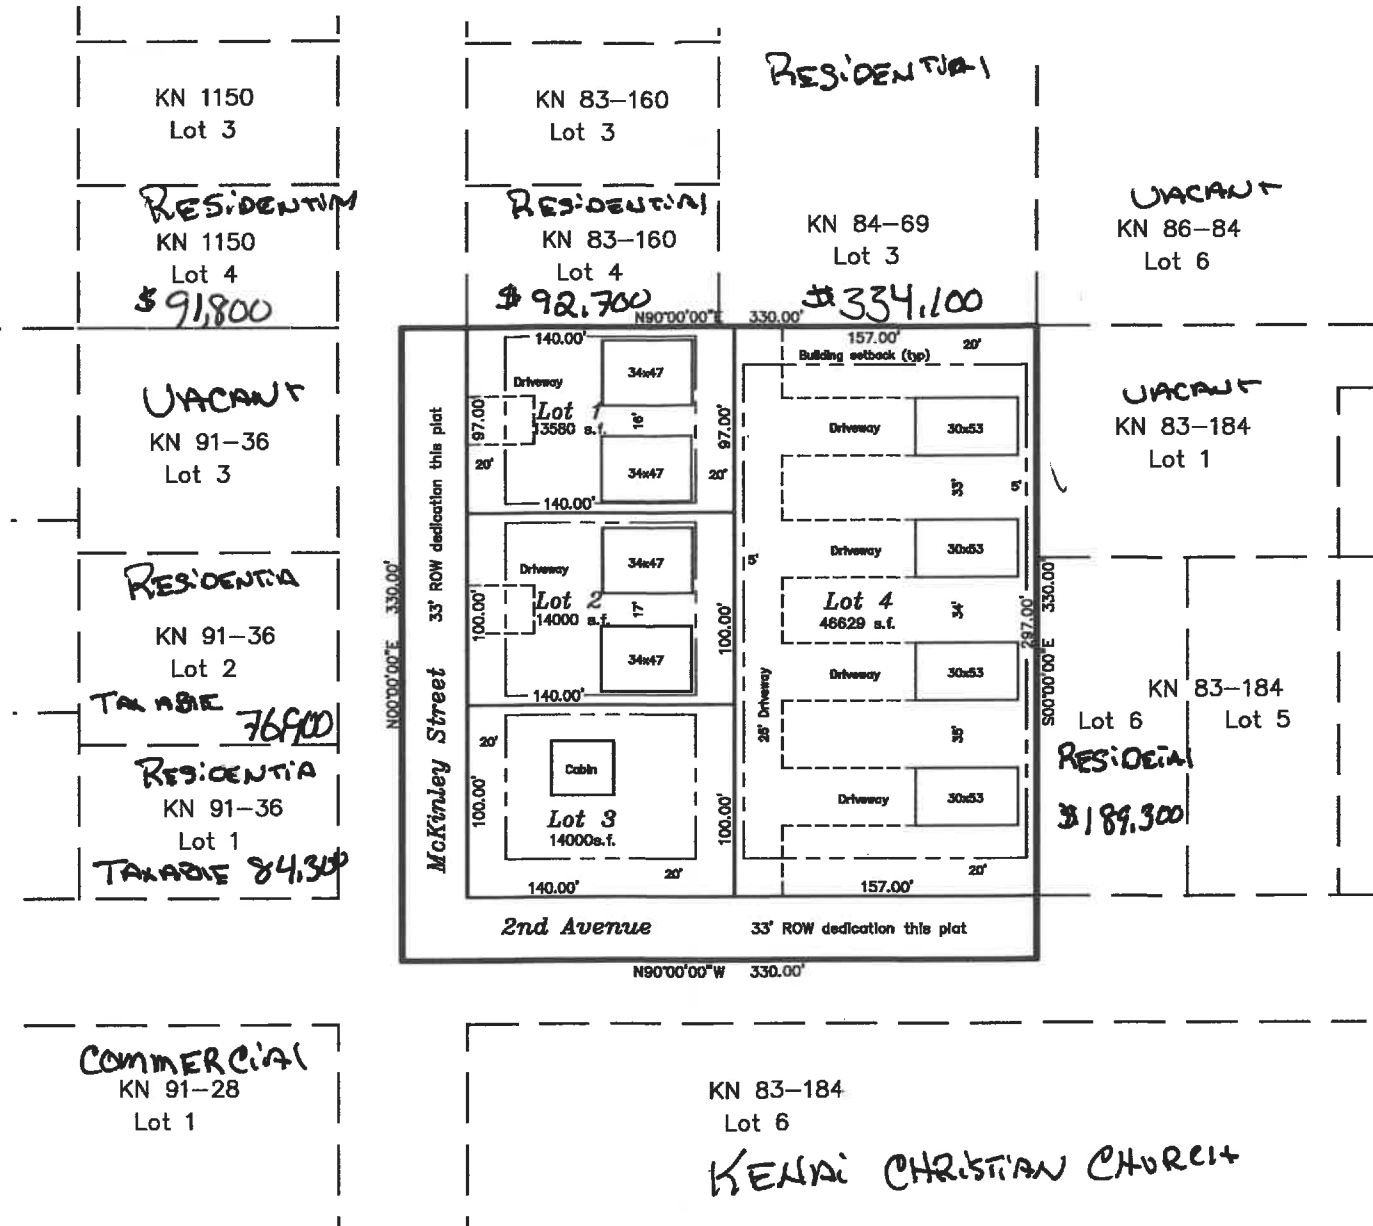 RESiDENTiAl
KN 1150
Lot 3
KN 83-160
Lot 3
RESiDENTiAl
KN 1150
Lot 4
$91,800
RESiDENTiAl
KN 83-160
Lot 4
$92,700
KN 84-69
Lot 3
$334,100
VACANT
KN 86-84
Lot 6
N90°00'00"E 330.00'
VACANT
KN 91-36
Lot 3
RESiDENTiA
KN 91-36
Lot 2
TAXABlE
76,900
RESiDENTiA
KN 91-36
Lot 1
TAXABlE 84,300
N00°00'00"E 330.00'
33' ROW dedication this plat
McKinley Street
140.00'
Driveway
34x47
Lot 1
13580 s.f.
16'
97.00'
97.00'
20'
34x47
20'
140.00'
34x47
Driveway
Lot 2
14000 s.f.
17'
100.00'
100.00'
34x47
140.00'
20'
Cabin
Lot 3
14000s.f.
100.00'
100.00'
20'
140.00'
157.00'
20'
Building setback (typ)
Driveway
30x53
33'
5'
Driveway
30x53
5'
Lot 4
46629 s.f.
34'
297.00'
Driveway
30x53
25' Driveway
35'
Driveway
30x53
20'
157.00'
2nd Avenue
33' ROW dedication this plat
N90°00'00"W 330.00'
S00°00'00"E 330.00'
VACANT
KN 83-184
Lot 1
KN 83-184
Lot 6
Lot 5
RESiDEiAl
$189,300
COMMERCiAl
KN 91-28
Lot 1
KN 83-184
Lot 6
KENAi CHRiSTiAN CHURCH